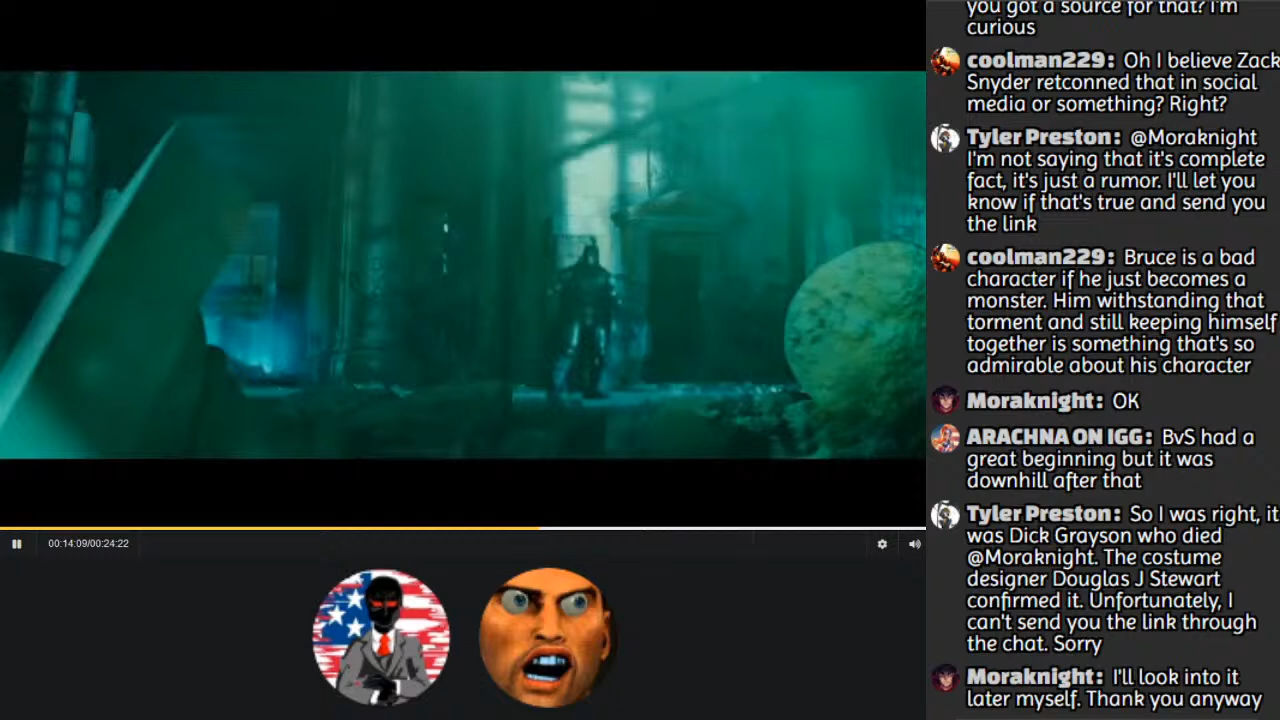 you got a source for that? I'm
curious
coolman229: Oh I believe Zack
Snyder retconned that in social
media or something? Right?
Tyler Preston: @Moraknight
I'm not saying that it's complete
fact, it's just a rumor. I'll let you
know if that's true and send you
the link
coolman229: Bruce is a bad
character if he just becomes a
monster. Him withstanding that
torment and still keeping himself
together is something that's so
admirable about his character
Moraknight: OK
ARACHNA ON IGG: BvS had a
great beginning but it was
downhill after that
Tyler Preston: So I was right, it
was Dick Grayson who died
@Moraknight. The costume
designer Douglas J Stewart
confirmed it. Unfortunately, I
can't send you the link through
the chat. Sorry
Moraknight: I'll look into it
later myself. Thank you anyway
00:14:09/00:24:22